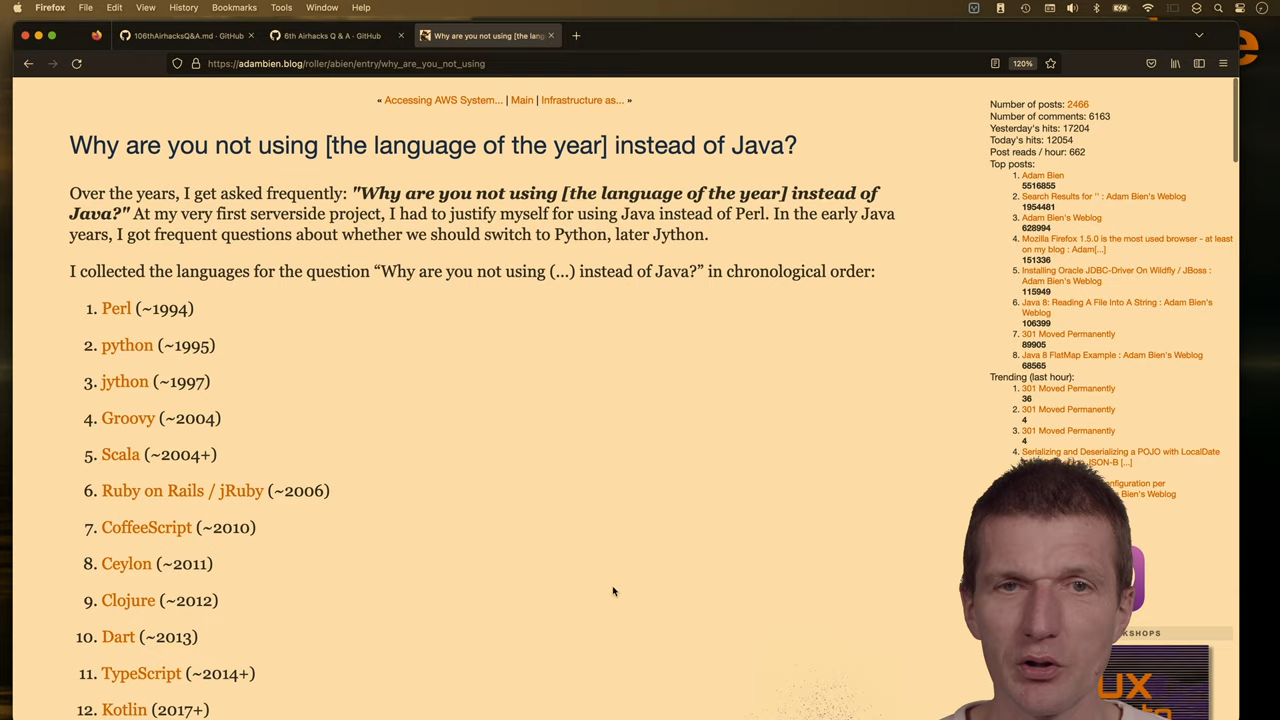 Firefox File Edit View History Bookmarks Tools Window Help
106thAirhacksQ&A.md · GitHub
6th Airhacks Q & A · GitHub
Why are you not using [the lang
https://adambien.blog/roller/abien/entry/why_are_you_not_using
120%
« Accessing AWS System... | Main | Infrastructure as... »
Why are you not using [the language of the year] instead of Java?
Over the years, I get asked frequently: "Why are you not using [the language of the year] instead of
Java?" At my very first serverside project, I had to justify myself for using Java instead of Perl. In the early Java
years, I got frequent questions about whether we should switch to Python, later Jython.
I collected the languages for the question “Why are you not using (...) instead of Java?” in chronological order:
1. Perl (~1994)
2. python (~1995)
3. jython (~1997)
4. Groovy (~2004)
5. Scala (~2004+)
6. Ruby on Rails / jRuby (~2006)
7. CoffeeScript (~2010)
8. Ceylon (~2011)
9. Clojure (~2012)
10. Dart (~2013)
11. TypeScript (~2014+)
12. Kotlin (2017+)
Number of posts: 2466
Number of comments: 6163
Yesterday's hits: 17204
Today's hits: 12054
Post reads / hour: 662
Top posts:
1. Adam Bien
5516855
2. Search Results for '' : Adam Bien's Weblog
1954481
3. Adam Bien's Weblog
628994
4. Mozilla Firefox 1.5.0 is the most used browser - at least
on my blog : Adam[...]
151336
5. Installing Oracle JDBC-Driver On Wildfly / JBoss :
Adam Bien's Weblog
115949
6. Java 8: Reading A File Into A String : Adam Bien's
Weblog
106399
7. 301 Moved Permanently
89905
8. Java 8 FlatMap Example : Adam Bien's Weblog
68565
Trending (last hour):
1. 301 Moved Permanently
36
2. 301 Moved Permanently
4
3. 301 Moved Permanently
4
4. Serializing and Deserializing a POJO with LocalDate
JSON-B [...]
onfiguration per
Bien's Weblog
KSHOPS
UX